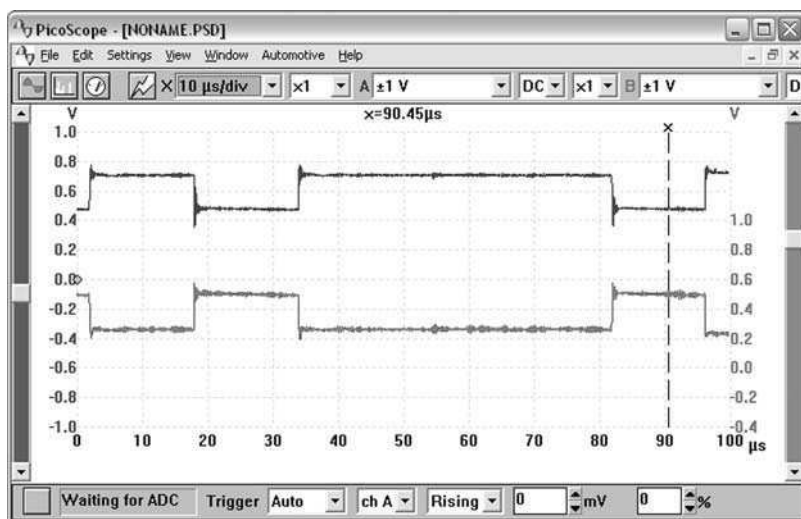 PicoScope - [NONAME.PSD]
File Edit Settings View Window Automotive Help
X 10 µs/div ×1 A ±1 V DC ×1 B ±1 V D
V x=90.45µs V
×
1.0
0.8
0.6
0.4 1.0
0.2 0.8
0.0 0.6
-0.2 0.4
-0.4 0.2
-0.6 0.0
-0.8 -0.2
-1.0 -0.4
0 10 20 30 40 50 60 70 80 90 100 µs
Waiting for ADC Trigger Auto ch A Rising 0 mV 0 %